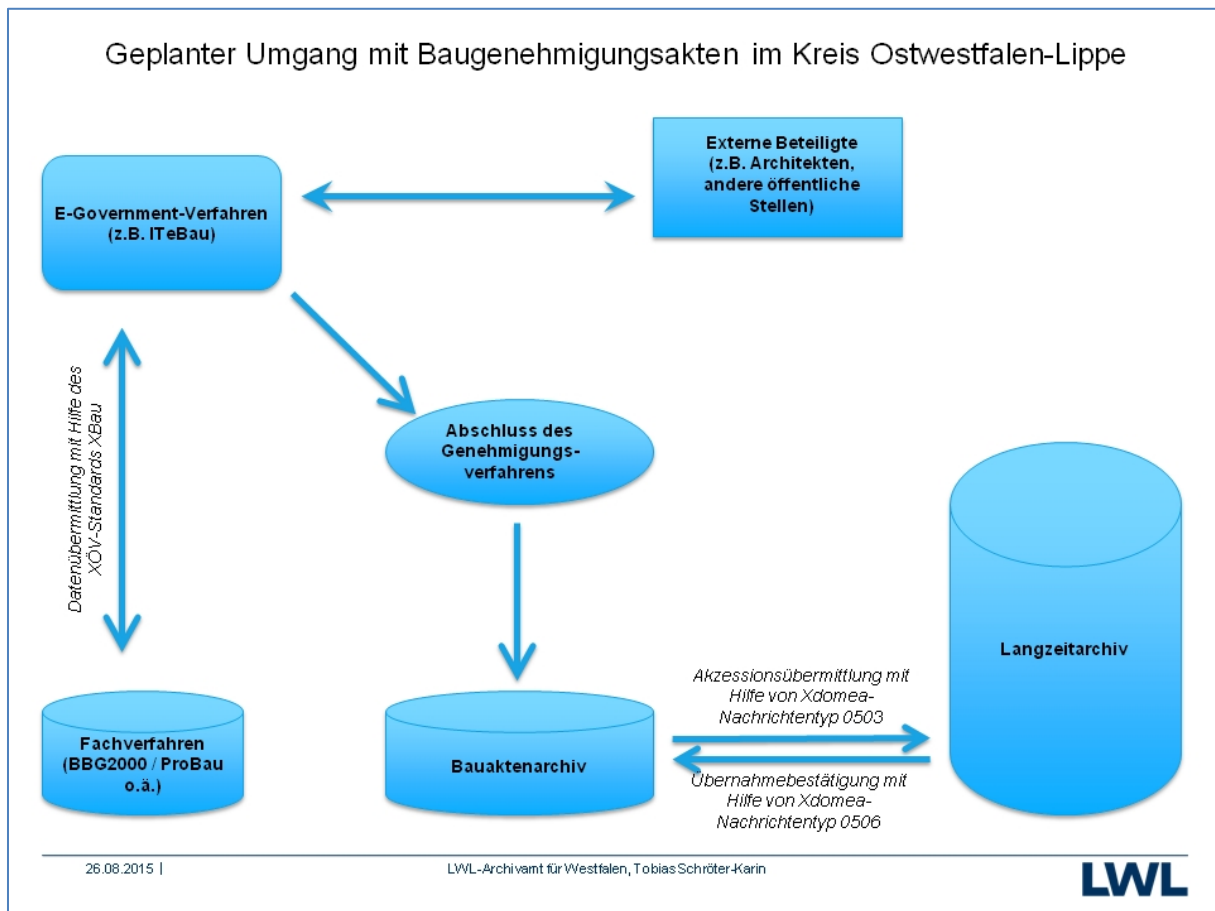 Geplanter Umgang mit Baugenehmigungsakten im Kreis Ostwestfalen-Lippe
E-Government-Verfahren
(z.B. ITeBau)
Externe Beteiligte
(z.B. Architekten,
andere öffentliche
Stellen)
Datenübermittlung mit Hilfe des
XÖV-Standards XBau
Abschluss des
Genehmigungs-
verfahrens
Fachverfahren
(BBG2000 / ProBau
o.ä.)
Bauaktenarchiv
Akzessionsübermittlung mit
Hilfe von Xdomea-
Nachrichtentyp 0503
Übernahmebestätigung mit
Hilfe von Xdomea-
Nachrichtentyp 0506
Langzeitarchiv
26.08.2015 |
LWL-Archivamt für Westfalen, Tobias Schröter-Karin
LWL